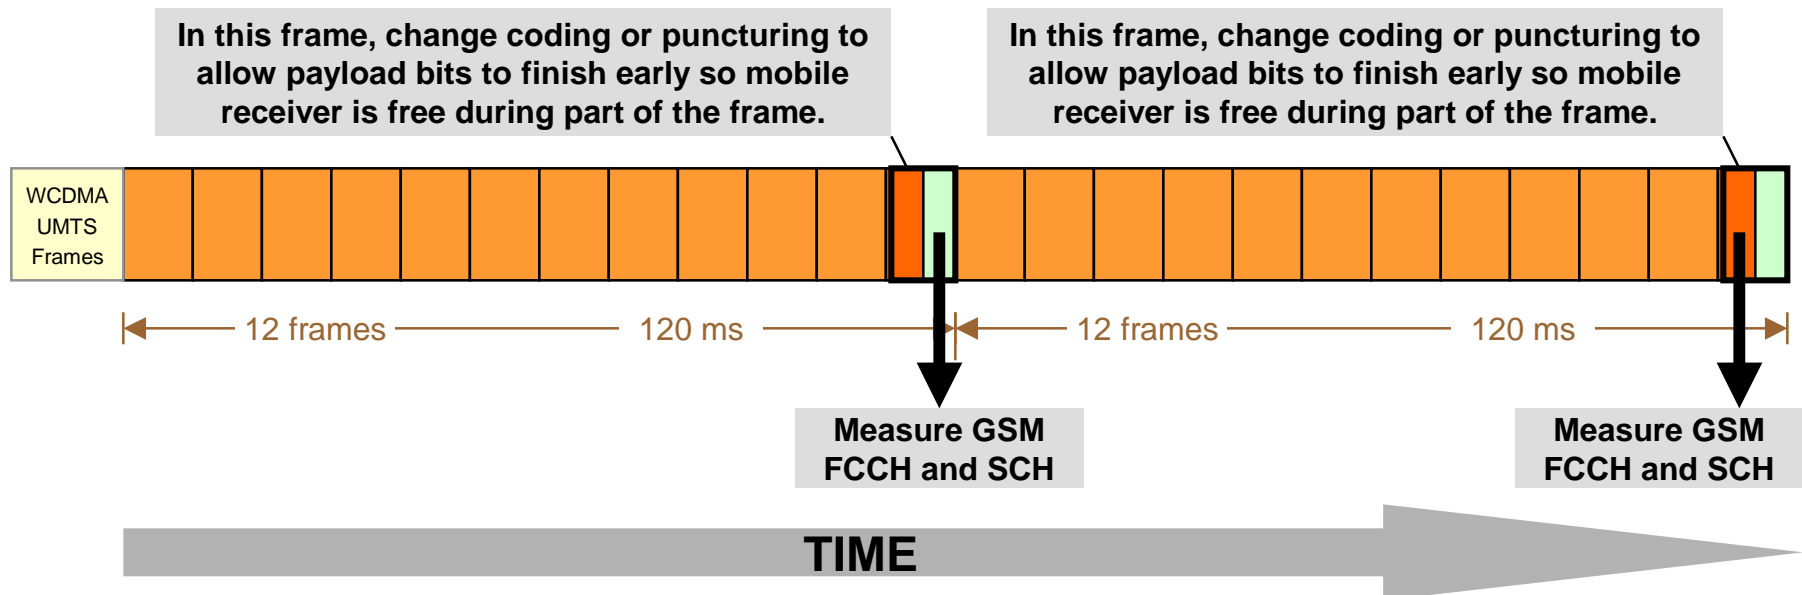 In this frame, change coding or puncturing to
allow payload bits to finish early so mobile
receiver is free during part of the frame.
In this frame, change coding or puncturing to
allow payload bits to finish early so mobile
receiver is free during part of the frame.
WCDMA
UMTS
Frames
12 frames
120 ms
12 frames
120 ms
Measure GSM
FCCH and SCH
Measure GSM
FCCH and SCH
TIME